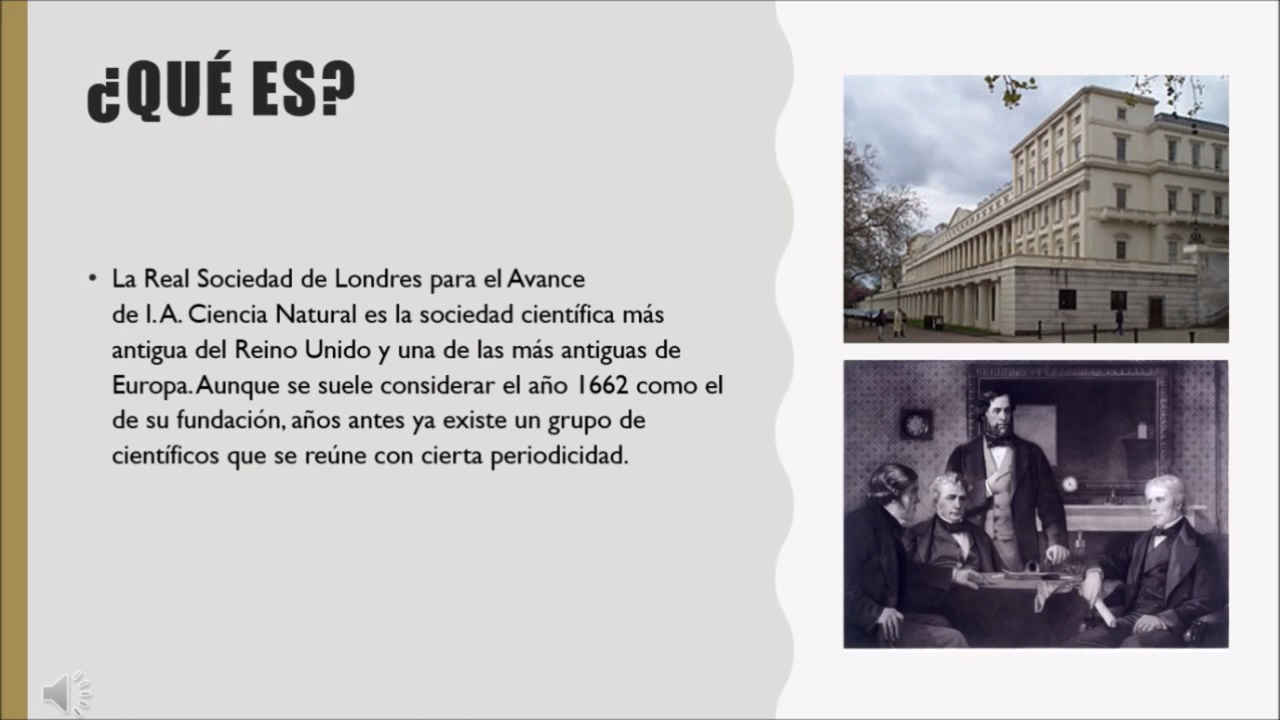 ¿QUÉ ES?
• La Real Sociedad de Londres para el Avance
de l.A. Ciencia Natural es la sociedad científica más
antigua del Reino Unido y una de las más antiguas de
Europa. Aunque se suele considerar el año 1662 como el
de su fundación, años antes ya existe un grupo de
científicos que se reúne con cierta periodicidad.